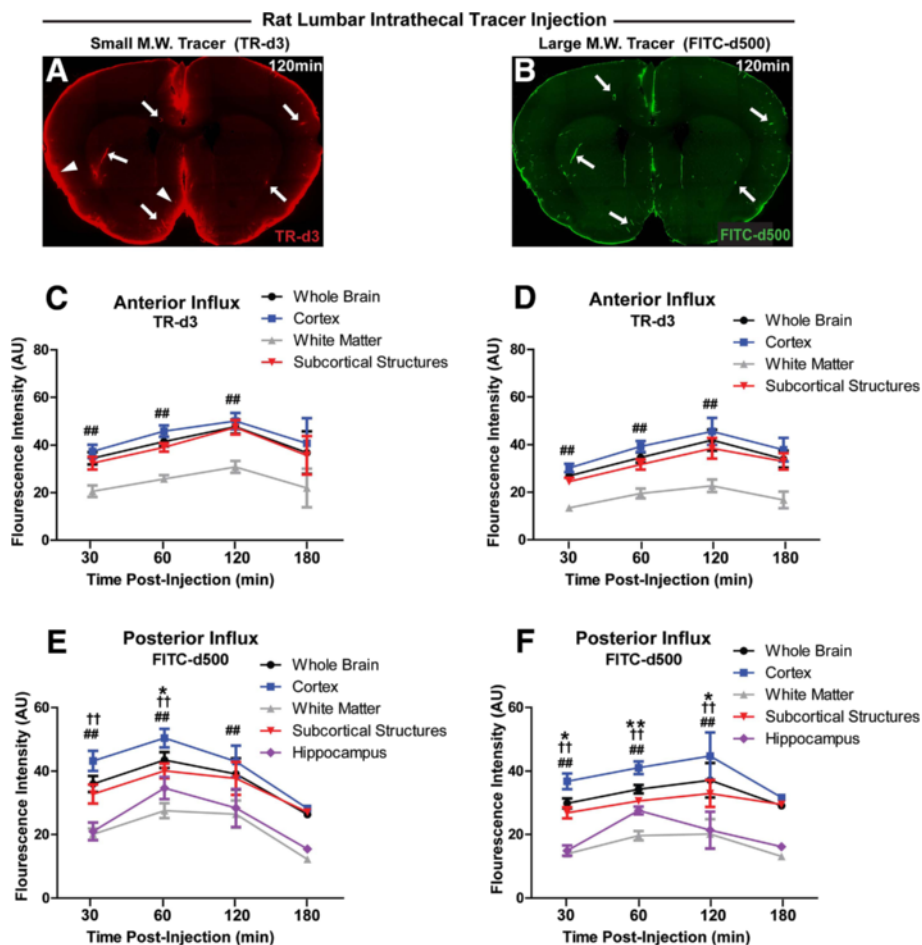 Rat Lumbar Intrathecal Tracer Injection
Small M.W. Tracer (TR-d3)
Large M.W. Tracer (FITC-d500)
A
120min
TR-d3
B
120min
FITC-d500
C
Anterior Influx
TR-d3
Whole Brain
Cortex
White Matter
Subcortical Structures
Flourescence Intensity (AU)
80
60
40
20
0
##
##
##
30
60
120
180
Time Post-Injection (min)
D
Anterior Influx
TR-d3
Whole Brain
Cortex
White Matter
Subcortical Structures
Flourescence Intensity (AU)
80
60
40
20
0
##
##
##
30
60
120
180
Time Post-Injection (min)
E
Posterior Influx
FITC-d500
Whole Brain
Cortex
White Matter
Subcortical Structures
Hippocampus
Flourescence Intensity (AU)
60
40
20
0
††
##
*
††
##
##
30
60
120
180
Time Post-Injection (min)
F
Posterior Influx
FITC-d500
Whole Brain
Cortex
White Matter
Subcortical Structures
Hippocampus
Flourescence Intensity (AU)
60
40
20
0
*
††
##
**
††
##
*
††
##
30
60
120
180
Time Post-Injection (min)